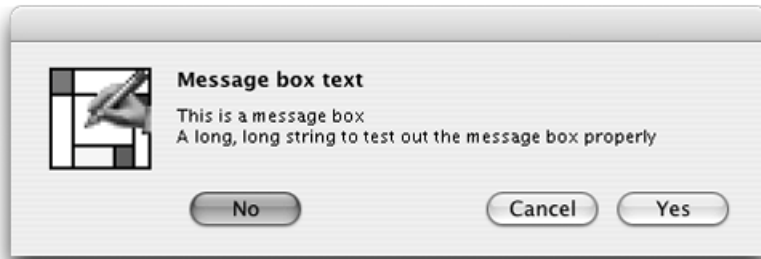 Message box text
This is a message box
A long, long string to test out the message box properly
No Cancel Yes